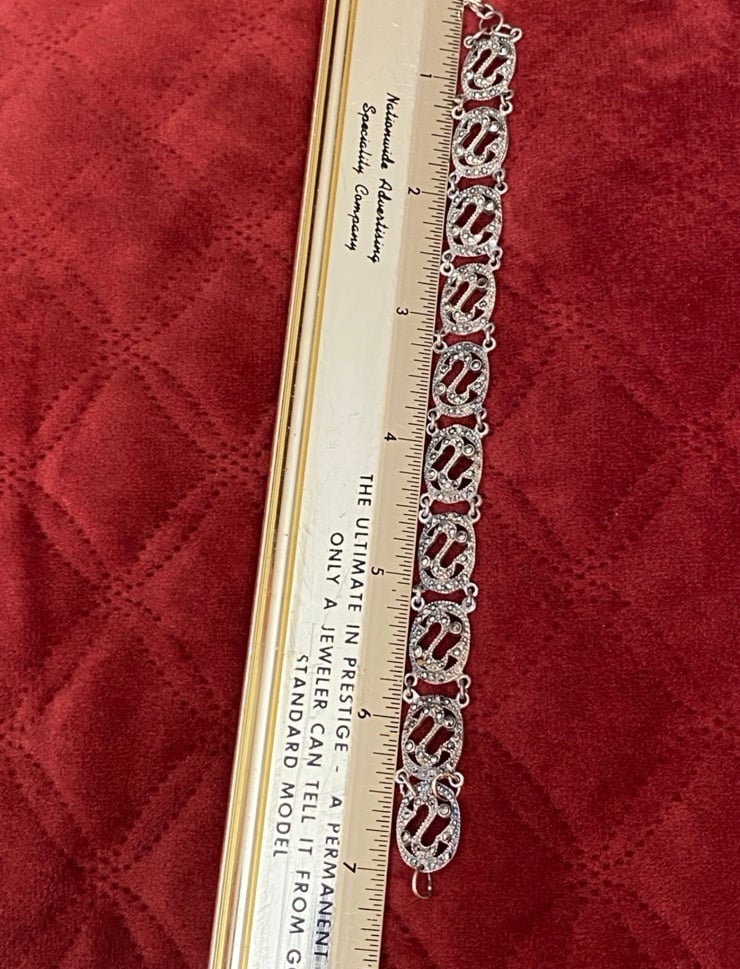 Nationwide Advertising
Speciality Company
THE ULTIMATE IN PRESTIGE - A PERMANENT
ONLY A JEWELER CAN TELL IT FROM
STANDARD MODEL
1
2
3
4
5
6
7